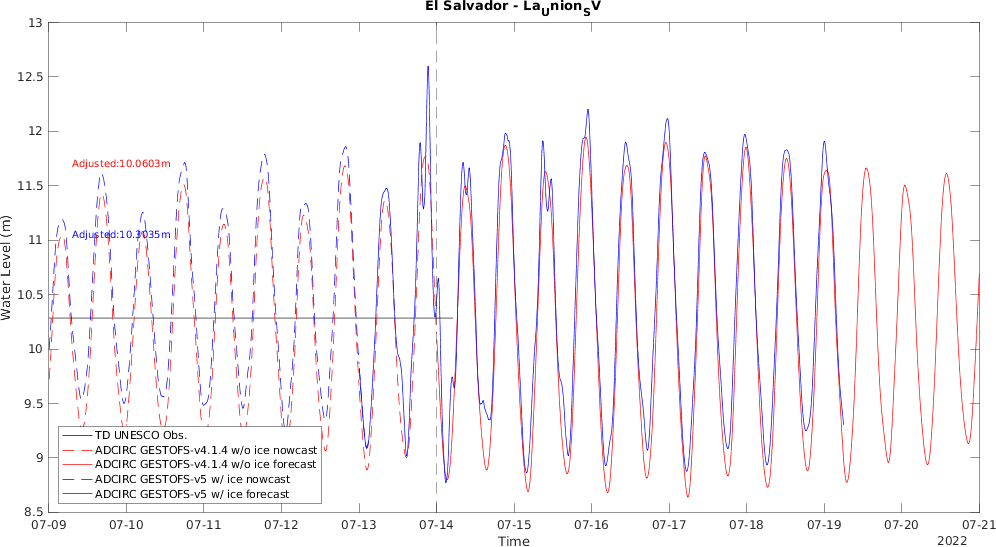 El Salvador - LaUnionSV
Water Level (m)
13
12.5
12
11.5
11
10.5
10
9.5
9
8.5
Adjusted:10.0603m
Adjusted:10.3035m
TD UNESCO Obs.
ADCIRC GESTOFS-v4.1.4 w/o ice nowcast
ADCIRC GESTOFS-v4.1.4 w/o ice forecast
ADCIRC GESTOFS-v5 w/ ice nowcast
ADCIRC GESTOFS-v5 w/ ice forecast
07-09 07-10 07-11 07-12 07-13 07-14 07-15 07-16 07-17 07-18 07-19 07-20 07-21
Time
2022